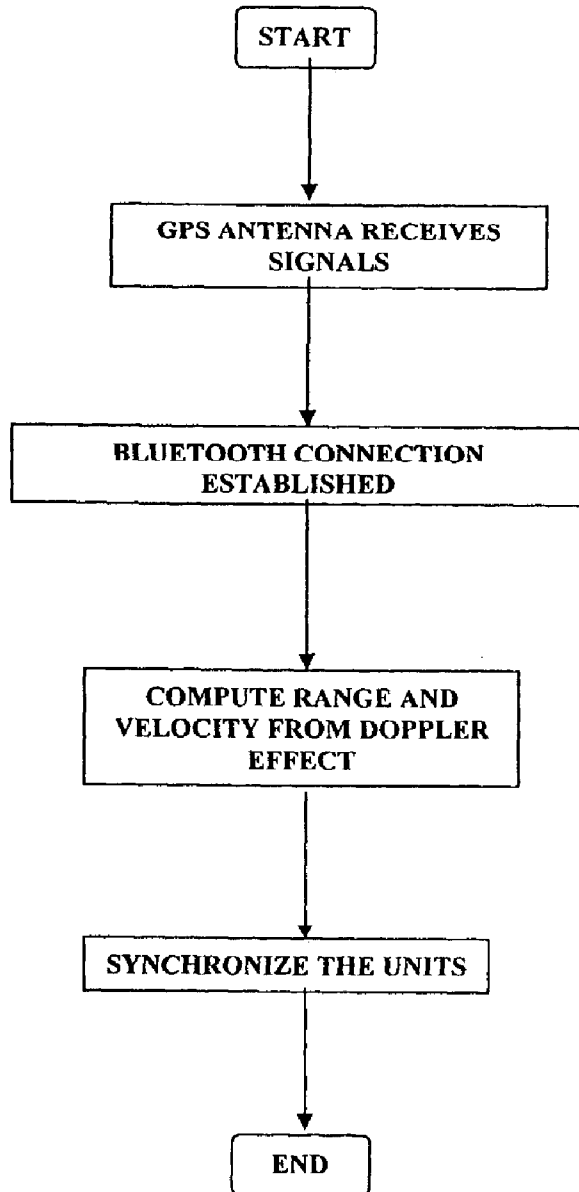 START
GPS ANTENNA RECEIVES
SIGNALS
BLUETOOTH CONNECTION
ESTABLISHED
COMPUTE RANGE AND
VELOCITY FROM DOPPLER
EFFECT
SYNCHRONIZE THE UNITS
END